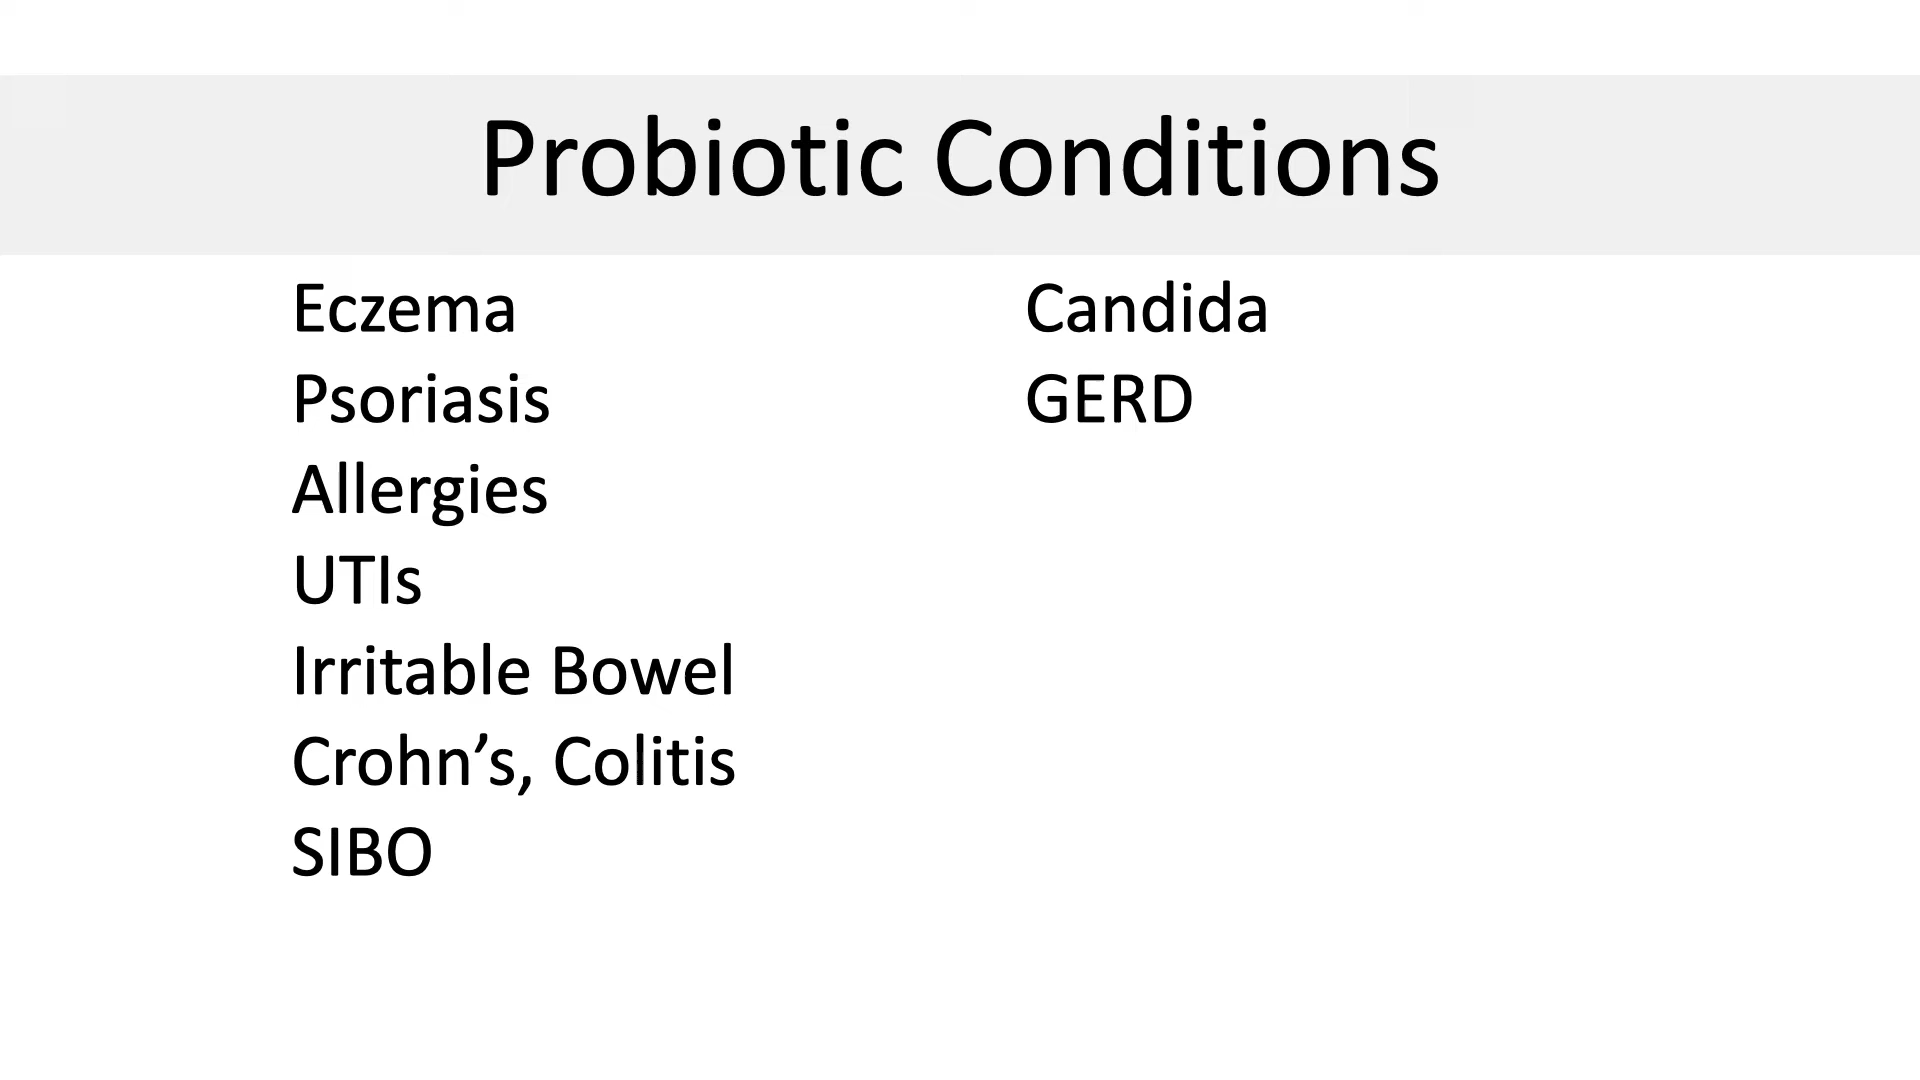 Probiotic Conditions
Eczema
Psoriasis
Allergies
UTIs
Irritable Bowel
Crohn’s, Colitis
SIBO
Candida
GERD